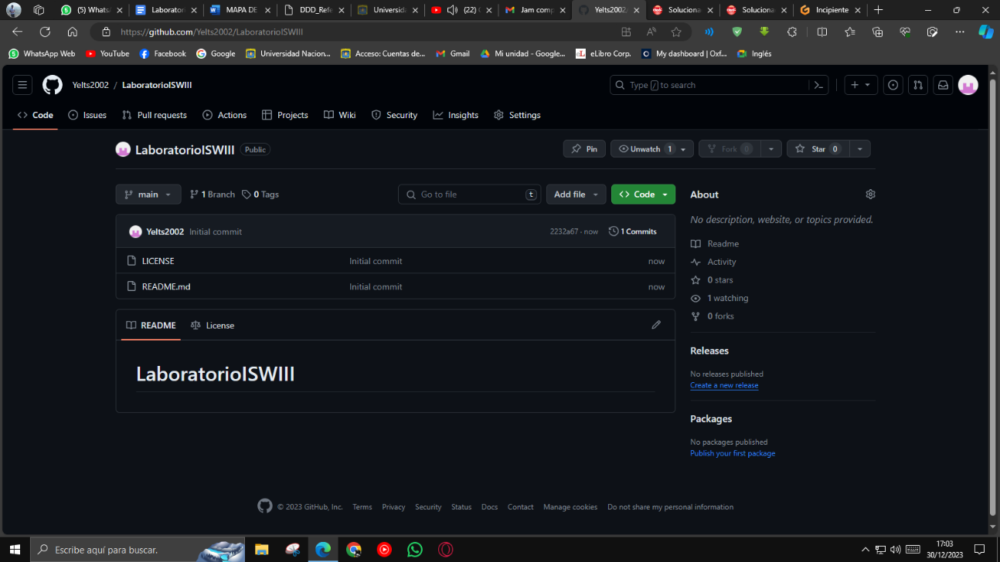 (5) Whats
Laborator
MAPA DE
DDD_Refe
Universid
(22)
Jam comp
Yelts2002/
Soluciona
Soluciona
Incipiente
https://github.com/Yelts2002/LaboratorioISWIII
WhatsApp Web
YouTube
Facebook
Google
Universidad Nacion...
Acceso: Cuentas de...
Gmail
Mi unidad - Google...
eLibro Corp.
My dashboard | Oxf...
Inglés
Yelts2002 / LaboratorioISWIII
Type / to search
Code
Issues
Pull requests
Actions
Projects
Wiki
Security
Insights
Settings
LaboratorioISWIII Public
Pin
Unwatch 1
Fork 0
Star 0
main
1 Branch
0 Tags
Go to file t
Add file
Code
Yelts2002 Initial commit 2232a67 · now 1 Commits
LICENSE Initial commit now
README.md Initial commit now
README
License
LaboratorioISWIII
About
No description, website, or topics provided.
Readme
Activity
0 stars
1 watching
0 forks
Releases
No releases published
Create a new release
Packages
No packages published
Publish your first package
© 2023 GitHub, Inc. Terms Privacy Security Status Docs Contact Manage cookies Do not share my personal information
Escribe aquí para buscar.
17:03
30/12/2023